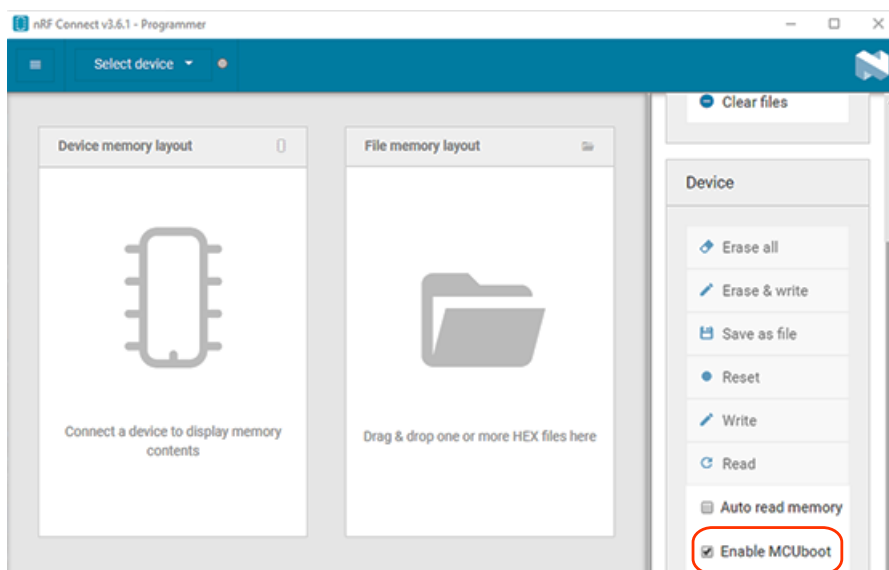 nRF Connect v3.6.1 - Programmer
Select device
Clear files
Device memory layout
File memory layout
Device
Erase all
Erase & write
Save as file
Reset
Write
Read
Auto read memory
Enable MCUboot
Connect a device to display memory
contents
Drag & drop one or more HEX files here